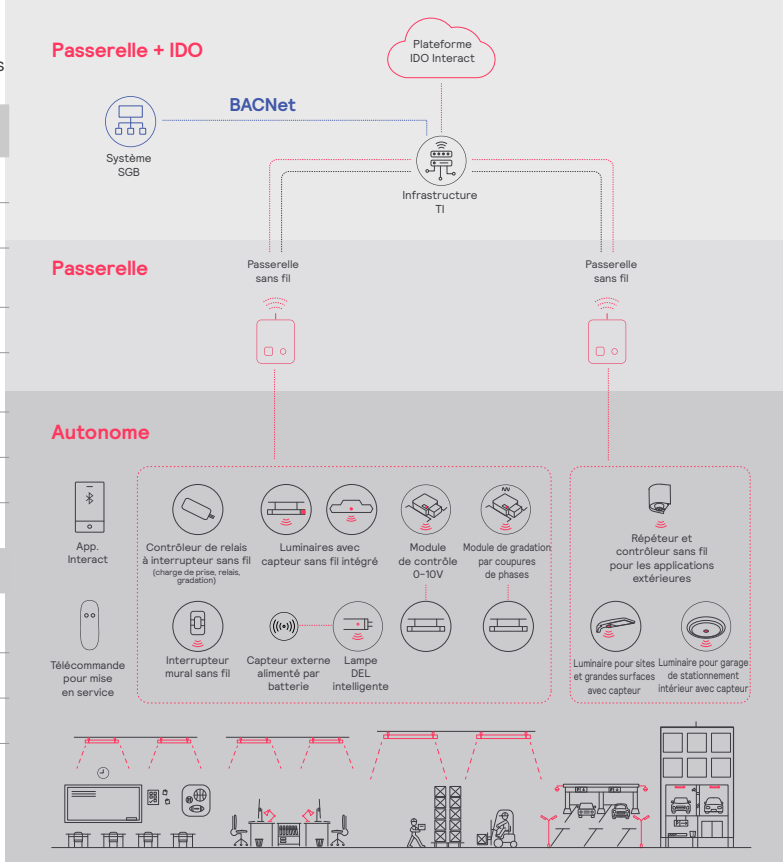 Passerelle + IDO
Plateforme
IDO Interact
s
BACNet
Système
SGB
Infrastructure
TI
Passerelle
Passerelle
sans fil
Passerelle
sans fil
Autonome
App.
Interact
Contrôleur de relais
à interrupteur sans fil
(charge de prise, relais,
gradation)
Luminaires avec
capteur sans fil intégré
Module
de contrôle
0-10V
Module de gradation
par coupures
de phases
Répéteur et
contrôleur sans fil
pour les applications
extérieures
Télécommande
pour mise
en service
Interrupteur
mural sans fil
Capteur externe
alimenté par
batterie
Lampe
DEL
intelligente
Luminaire pour sites
et grandes surfaces
avec capteur
Luminaire pour garage
de stationnement
intérieur avec capteur